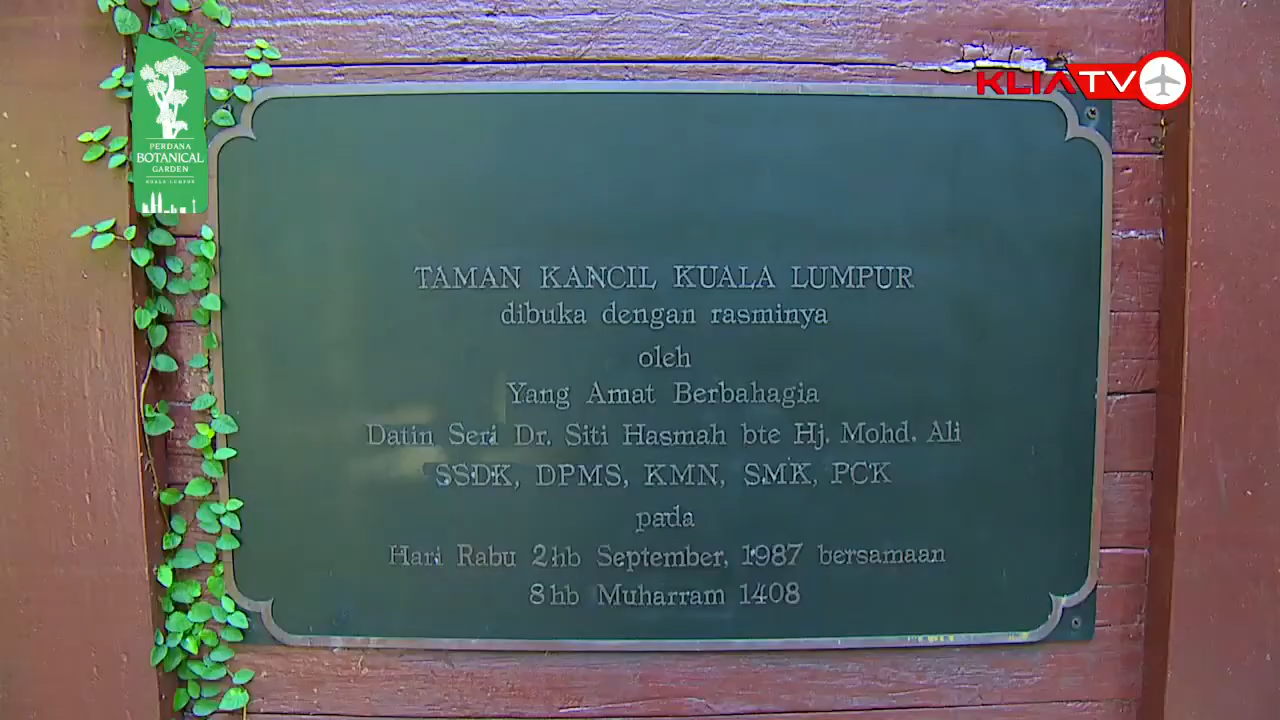 PERDANA
BOTANICAL
GARDEN
KUALA LUMPUR
KLIATV
TAMAN KANCIL KUALA LUMPUR
dibuka dengan rasminya
oleh
Yang Amat Berbahagia
Datin Seri Dr. Siti Hasmah bte Hj. Mohd. Ali
SSDK, DPMS, KMN, SMK, PCK
pada
Hari Rabu 2hb September, 1987 bersamaan
8hb Muharram 1408